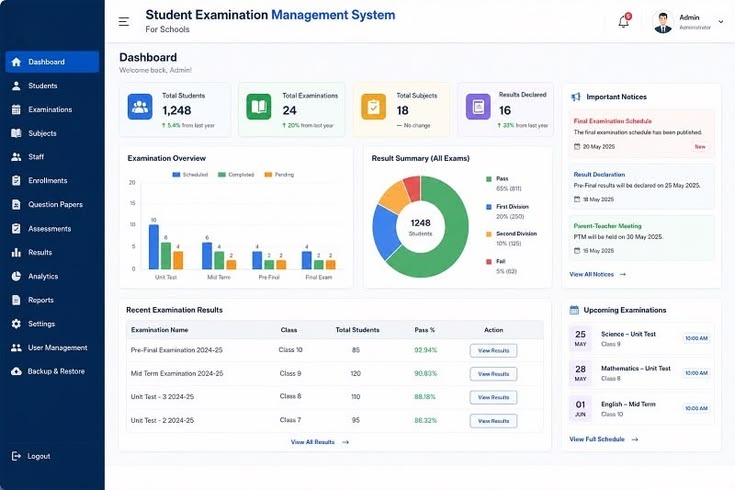 Student Examination Management System
For Schools
8
Admin
Administrator
Dashboard
Students
Examinations
Subjects
Staff
Enrollments
Question Papers
Assessments
Results
Analytics
Reports
Settings
User Management
Backup & Restore
Logout
Dashboard
Welcome back, Admin!
Total Students
1,248
↑ 5.4% from last year
Total Examinations
24
↑ 20% from last year
Total Subjects
18
— No change
Results Declared
16
↑ 33% from last year
Examination Overview
Scheduled Completed Pending
20
15
10
5
0
10 6 4
6 4 2
4 2 2
4 2 2
Unit Test Mid Term Pre Final Final Exam
Result Summary (All Exams)
1248
Students
Pass
65% (811)
First Division
20% (250)
Second Division
10% (125)
Fail
5% (62)
Important Notices
Final Examination Schedule
The final examination schedule has been published.
20 May 2025 New
Result Declaration
Pre-Final results will be declared on 25 May 2025.
18 May 2025
Parent-Teacher Meeting
PTM will be held on 30 May 2025.
15 May 2025
View All Notices →
Recent Examination Results
Examination Name Class Total Students Pass % Action
Pre-Final Examination 2024-25 Class 10 85 92.94% View Results
Mid Term Examination 2024-25 Class 9 120 90.83% View Results
Unit Test - 3 2024-25 Class 8 110 88.18% View Results
Unit Test - 2 2024-25 Class 7 95 86.32% View Results
View All Results →
Upcoming Examinations
25
MAY
Science – Unit Test
Class 9
10:00 AM
28
MAY
Mathematics – Unit Test
Class 8
10:00 AM
01
JUN
English – Mid Term
Class 10
10:00 AM
View Full Schedule →